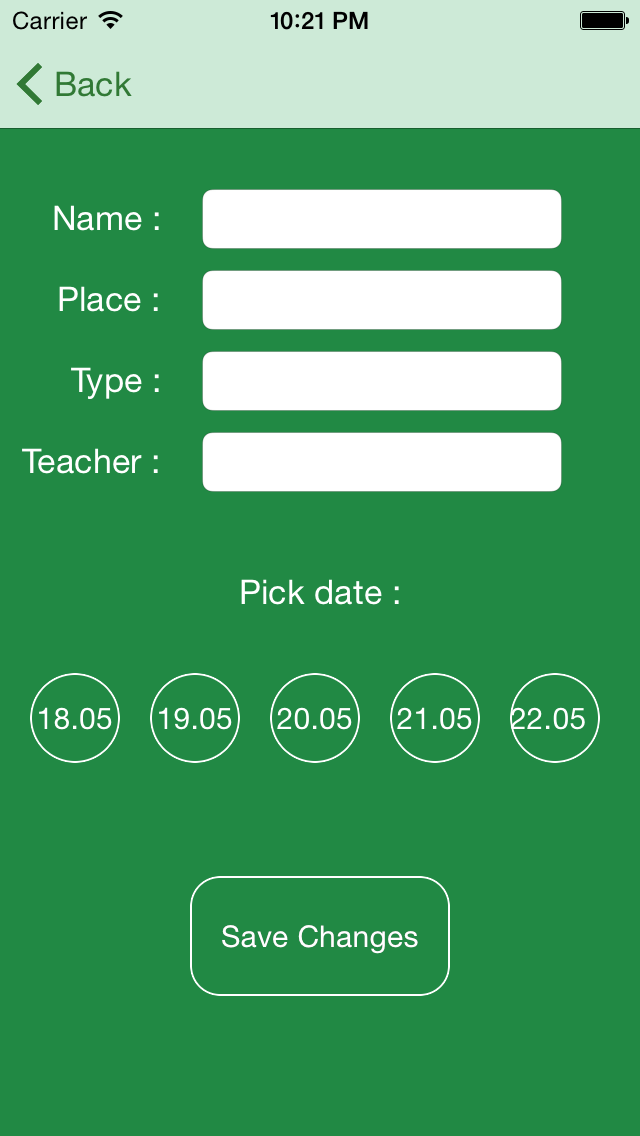 Carrier 10:21 PM
Back
Name :
Place :
Type :
Teacher :
Pick date :
18.05 19.05 20.05 21.05 22.05
Save Changes